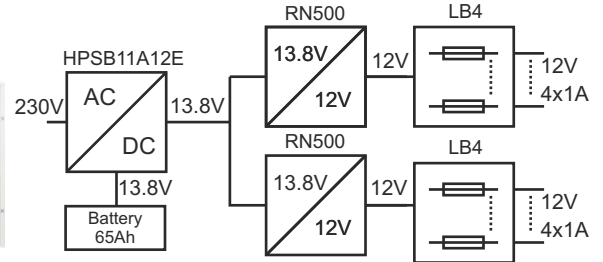 RN500
LB4
HPSB11A12E
13.8V
12V
12V
12V
4x1A
230V
AC
DC
13.8V
13.8V
Battery
65Ah
RN500
LB4
13.8V
12V
12V
12V
4x1A